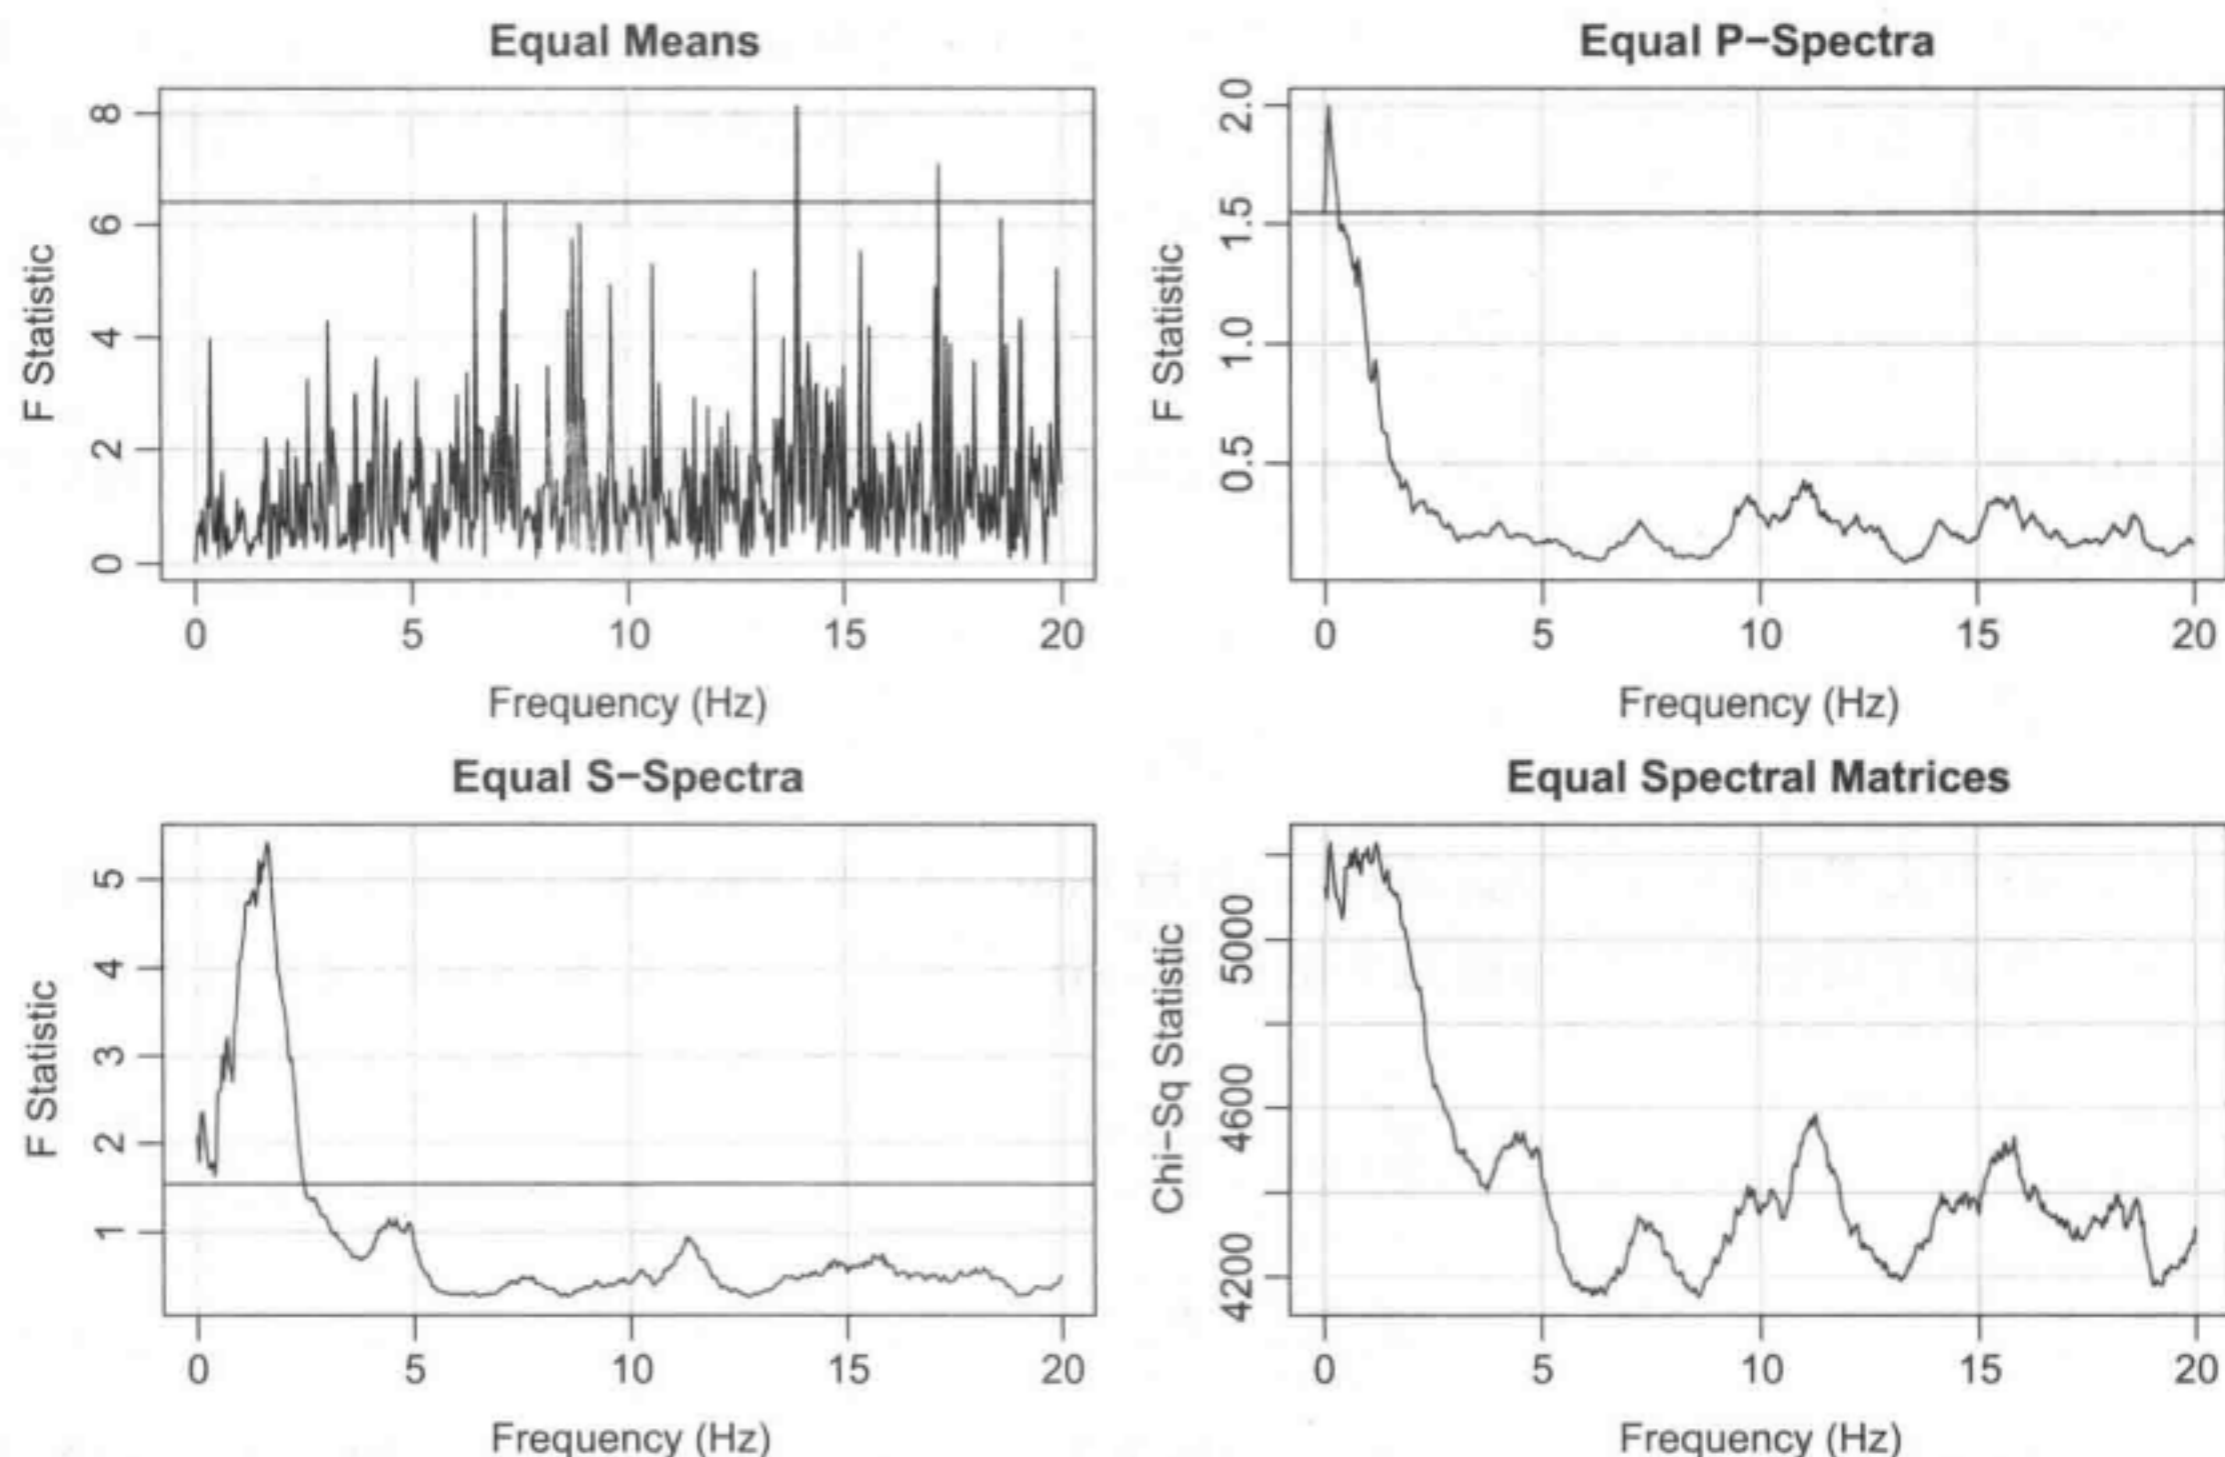 Equal Means
F Statistic
8
6
4
2
0
0 5 10 15 20
Frequency (Hz)
Equal P−Spectra
F Statistic
2.0
1.5
1.0
0.5
0 5 10 15 20
Frequency (Hz)
Equal S−Spectra
F Statistic
5
4
3
2
1
0 5 10 15 20
Frequency (Hz)
Equal Spectral Matrices
Chi−Sq Statistic
5000
4600
4200
0 5 10 15 20
Frequency (Hz)